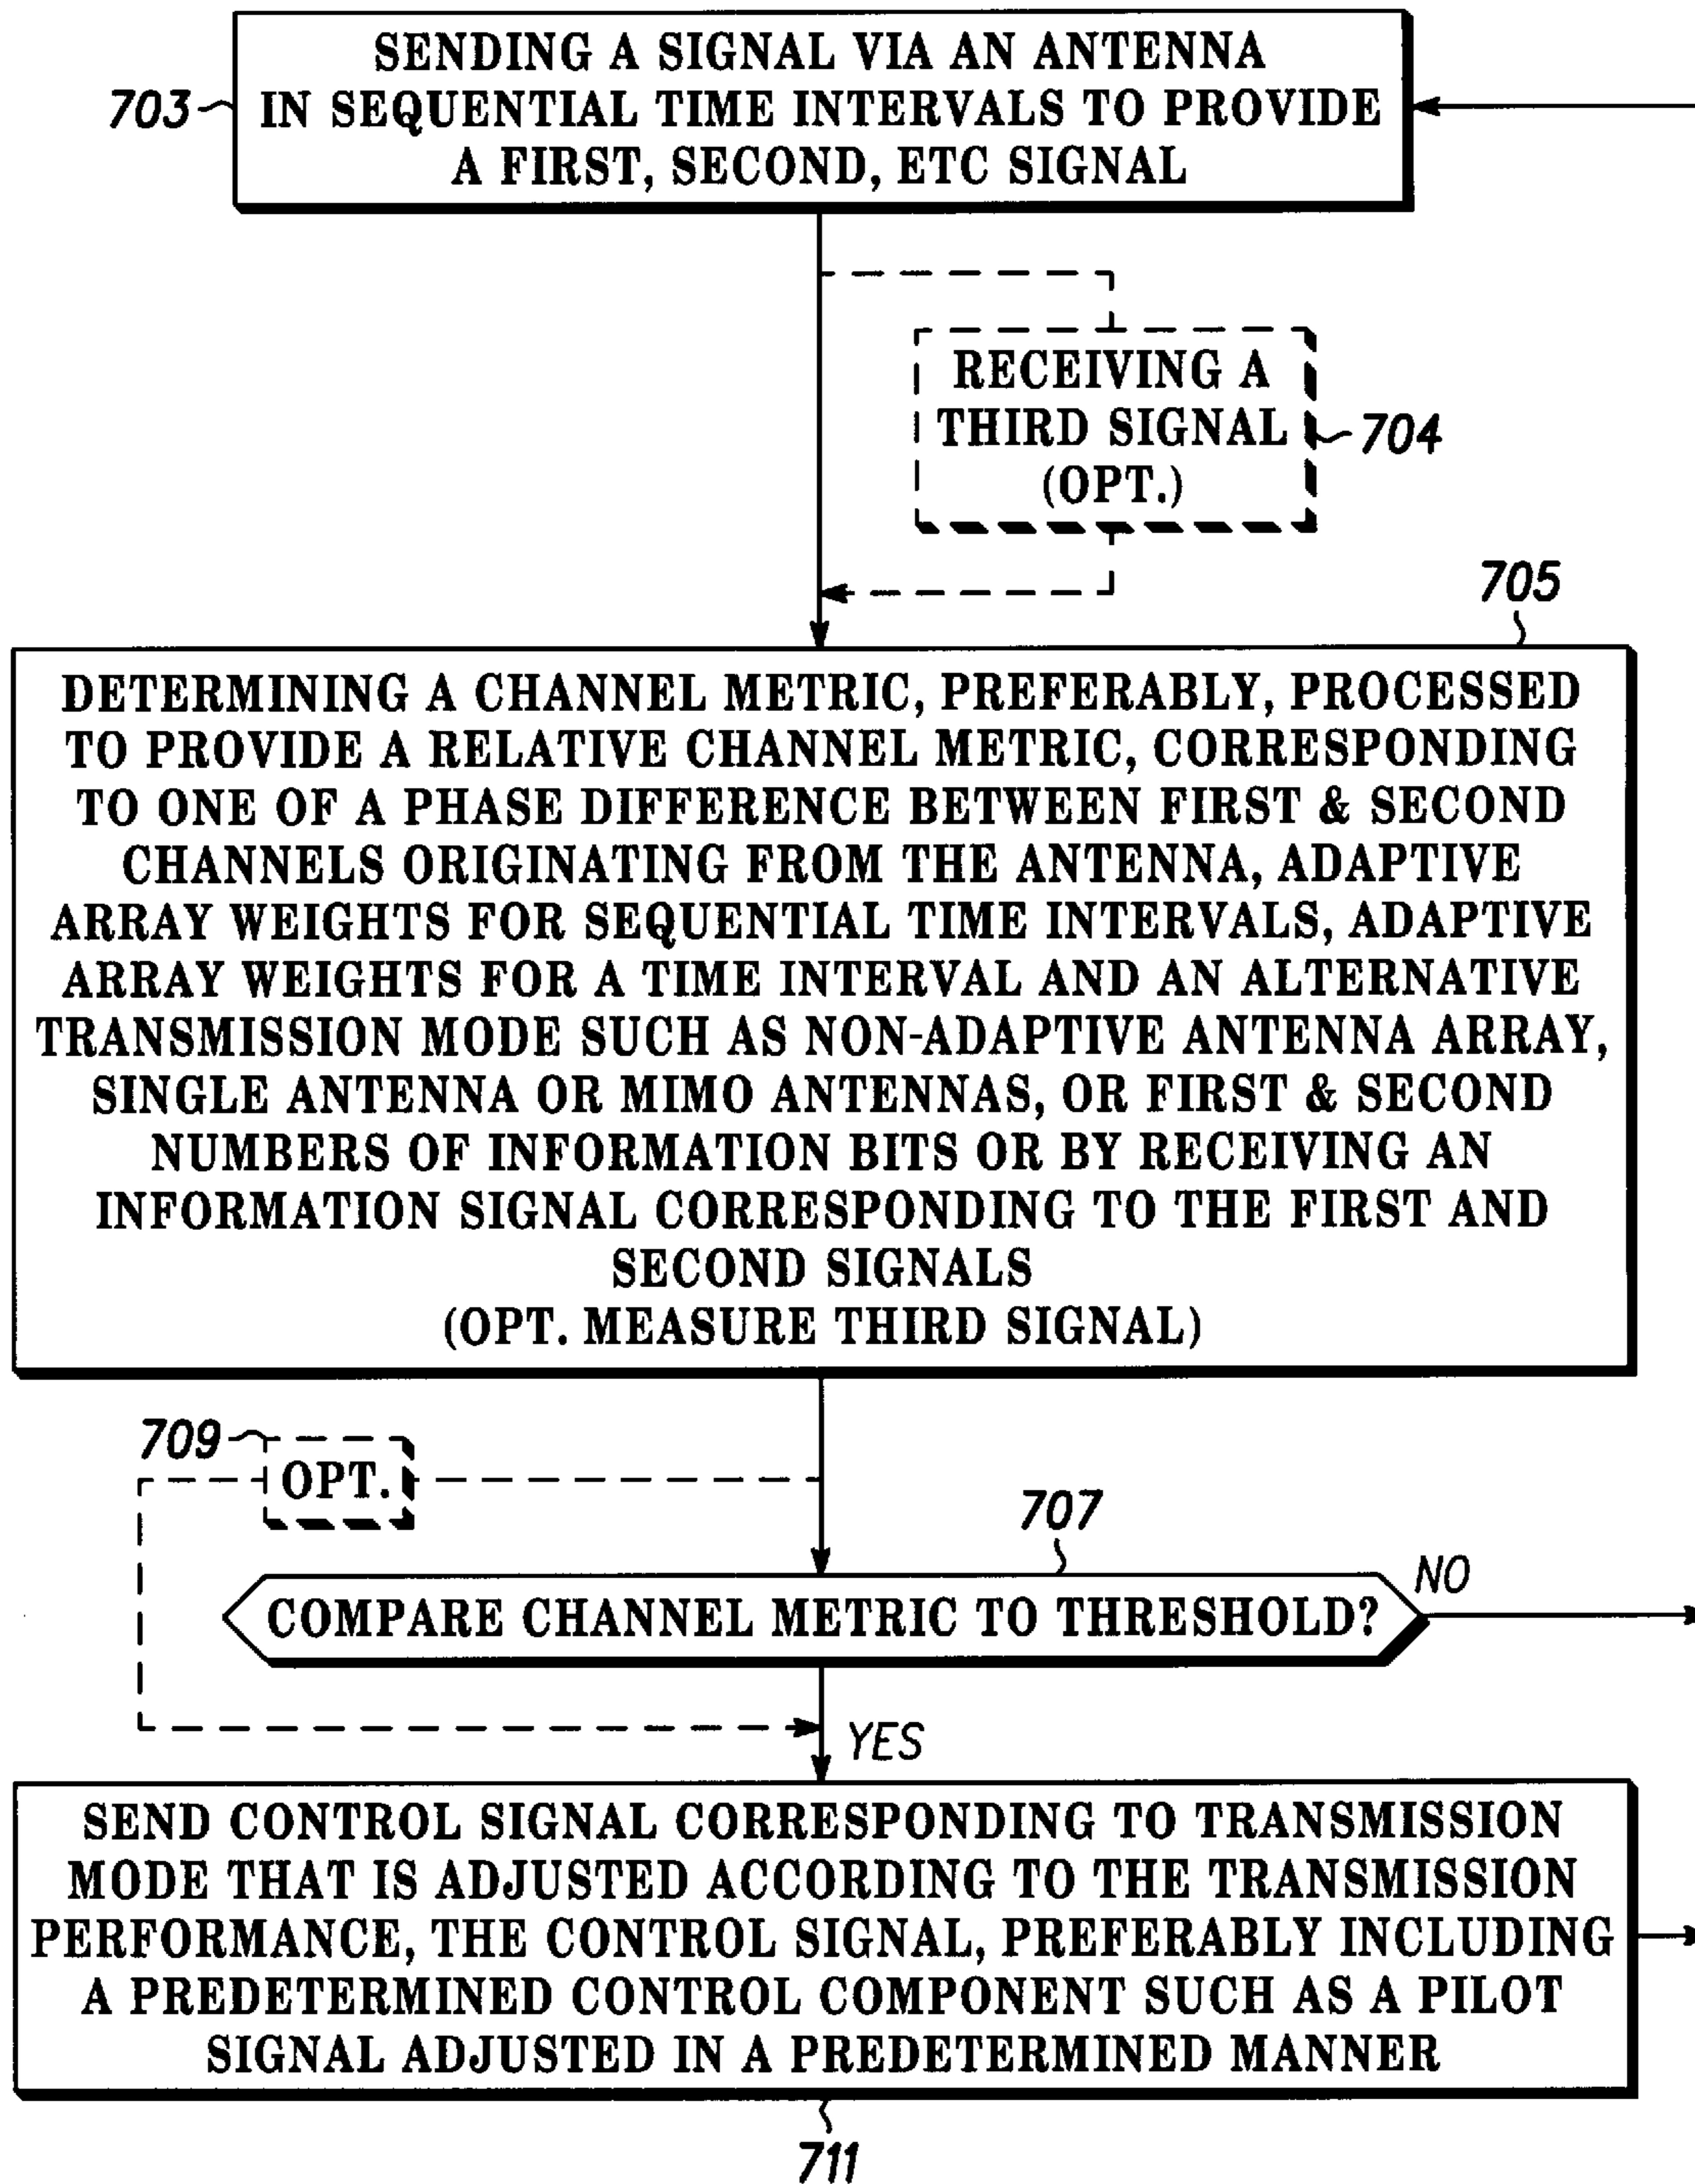 SENDING A SIGNAL VIA AN ANTENNA
703 IN SEQUENTIAL TIME INTERVALS TO PROVIDE
A FIRST, SECOND, ETC SIGNAL
RECEIVING A
THIRD SIGNAL 704
(OPT.)
705
DETERMINING A CHANNEL METRIC, PREFERABLY, PROCESSED
TO PROVIDE A RELATIVE CHANNEL METRIC, CORRESPONDING
TO ONE OF A PHASE DIFFERENCE BETWEEN FIRST & SECOND
CHANNELS ORIGINATING FROM THE ANTENNA, ADAPTIVE
ARRAY WEIGHTS FOR SEQUENTIAL TIME INTERVALS, ADAPTIVE
ARRAY WEIGHTS FOR A TIME INTERVAL AND AN ALTERNATIVE
TRANSMISSION MODE SUCH AS NON-ADAPTIVE ANTENNA ARRAY,
SINGLE ANTENNA OR MIMO ANTENNAS, OR FIRST & SECOND
NUMBERS OF INFORMATION BITS OR BY RECEIVING AN
INFORMATION SIGNAL CORRESPONDING TO THE FIRST AND
SECOND SIGNALS
(OPT. MEASURE THIRD SIGNAL)
709
OPT.
707
NO
COMPARE CHANNEL METRIC TO THRESHOLD?
YES
SEND CONTROL SIGNAL CORRESPONDING TO TRANSMISSION
MODE THAT IS ADJUSTED ACCORDING TO THE TRANSMISSION
PERFORMANCE, THE CONTROL SIGNAL, PREFERABLY INCLUDING
A PREDETERMINED CONTROL COMPONENT SUCH AS A PILOT
SIGNAL ADJUSTED IN A PREDETERMINED MANNER
711